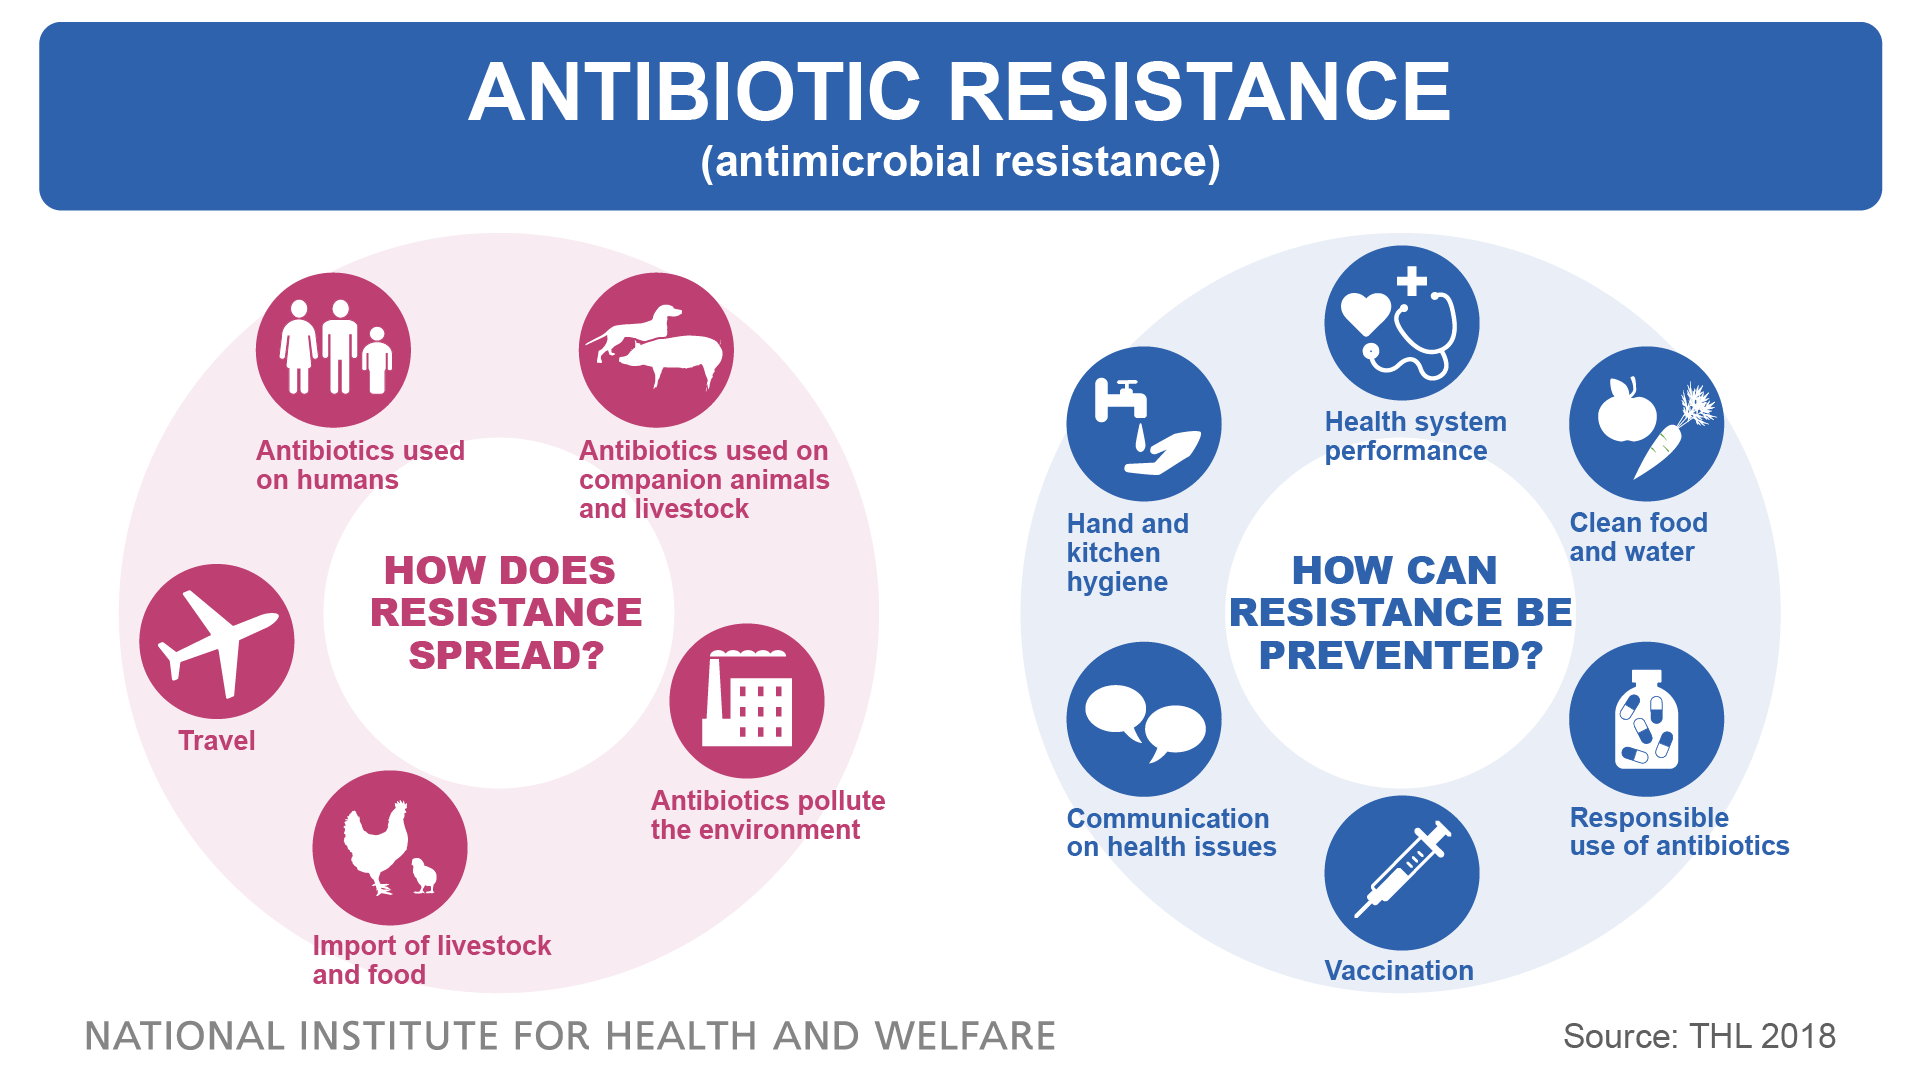 ANTIBIOTIC RESISTANCE
(antimicrobial resistance)
Antibiotics used
on humans
Antibiotics used on
companion animals
and livestock
HOW DOES
RESISTANCE
SPREAD?
Travel
Antibiotics pollute
the environment
Import of livestock
and food
Health system
performance
Hand and
kitchen
hygiene
Clean food
and water
HOW CAN
RESISTANCE BE
PREVENTED?
Communication
on health issues
Responsible
use of antibiotics
Vaccination
NATIONAL INSTITUTE FOR HEALTH AND WELFARE
Source: THL 2018